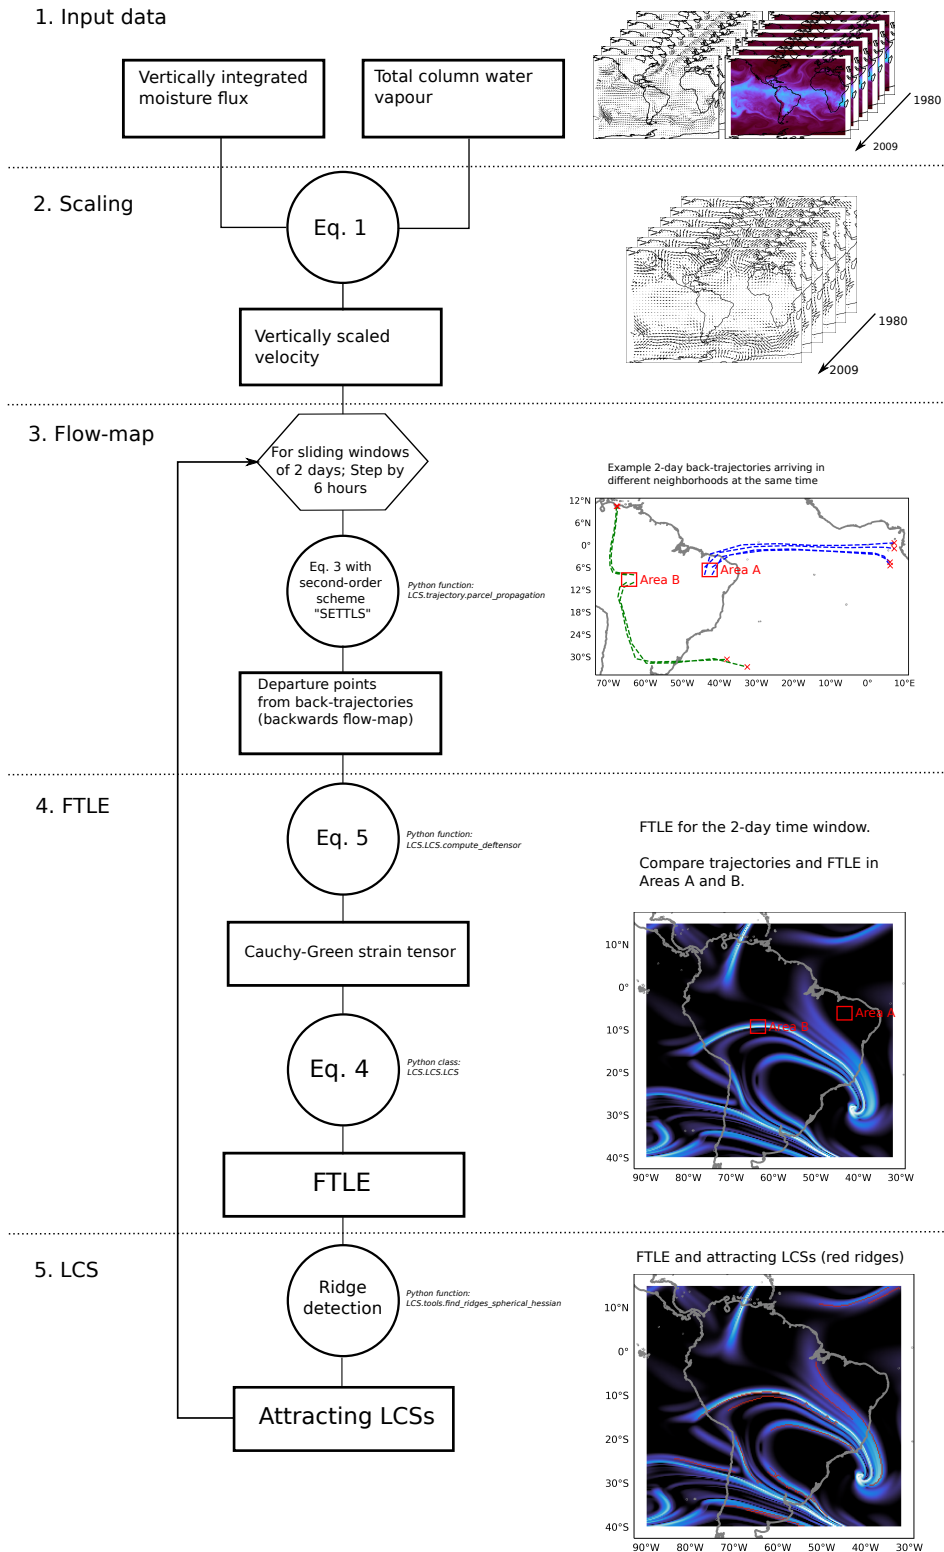 1. Input data
Vertically integrated
moisture flux
Total column water
vapour
1980
2009
2. Scaling
Eq. 1
Vertically scaled
velocity
1980
2009
3. Flow-map
For sliding windows
of 2 days; Step by
6 hours
Eq. 3 with
second-order
scheme
"SETTLS"
Python function:
LCS.trajectory.parcel_propagation
Departure points
from back-trajectories
(backwards flow-map)
Example 2-day back-trajectories arriving in
different neighborhoods at the same time
12°N
6°N
0°
6°S
12°S
18°S
24°S
30°S
70°W 60°W 50°W 40°W 30°W 20°W 10°W 0° 10°E
Area B
Area A
4. FTLE
Eq. 5
Python function:
LCS.LCS.compute_deftensor
Cauchy-Green strain tensor
Eq. 4
Python class:
LCS.LCS.LCS
FTLE
FTLE for the 2-day time window.
Compare trajectories and FTLE in
Areas A and B.
10°N
0°
10°S
20°S
30°S
40°S
90°W 80°W 70°W 60°W 50°W 40°W 30°W
Area A
Area B
5. LCS
Ridge
detection
Python function:
LCS.tools.find_ridges_spherical_hessian
Attracting LCSs
FTLE and attracting LCSs (red ridges)
10°N
0°
10°S
20°S
30°S
40°S
90°W 80°W 70°W 60°W 50°W 40°W 30°W